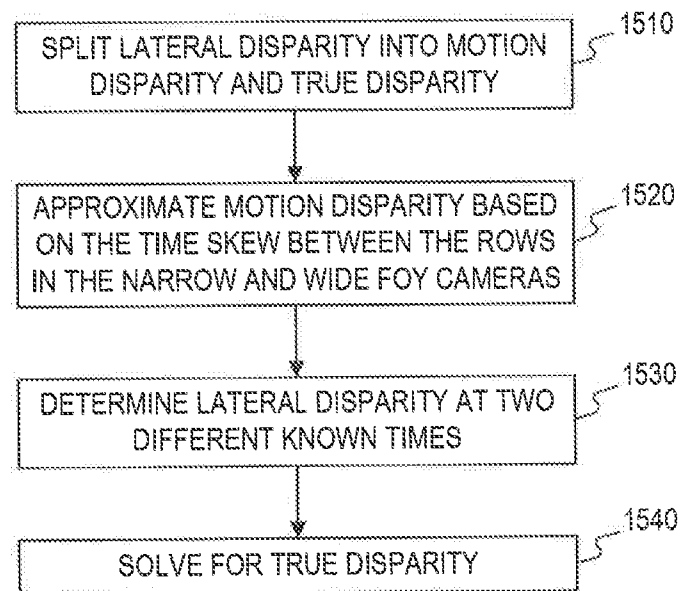 SPLIT LATERAL DISPARITY INTO MOTION
DISPARITY AND TRUE DISPARITY
1510
APPROXIMATE MOTION DISPARITY BASED
ON THE TIME SKEW BETWEEN THE ROWS
IN THE NARROW AND WIDE FOY CAMERAS
1520
DETERMINE LATERAL DISPARITY AT TWO
DIFFERENT KNOWN TIMES
1530
SOLVE FOR TRUE DISPARITY
1540